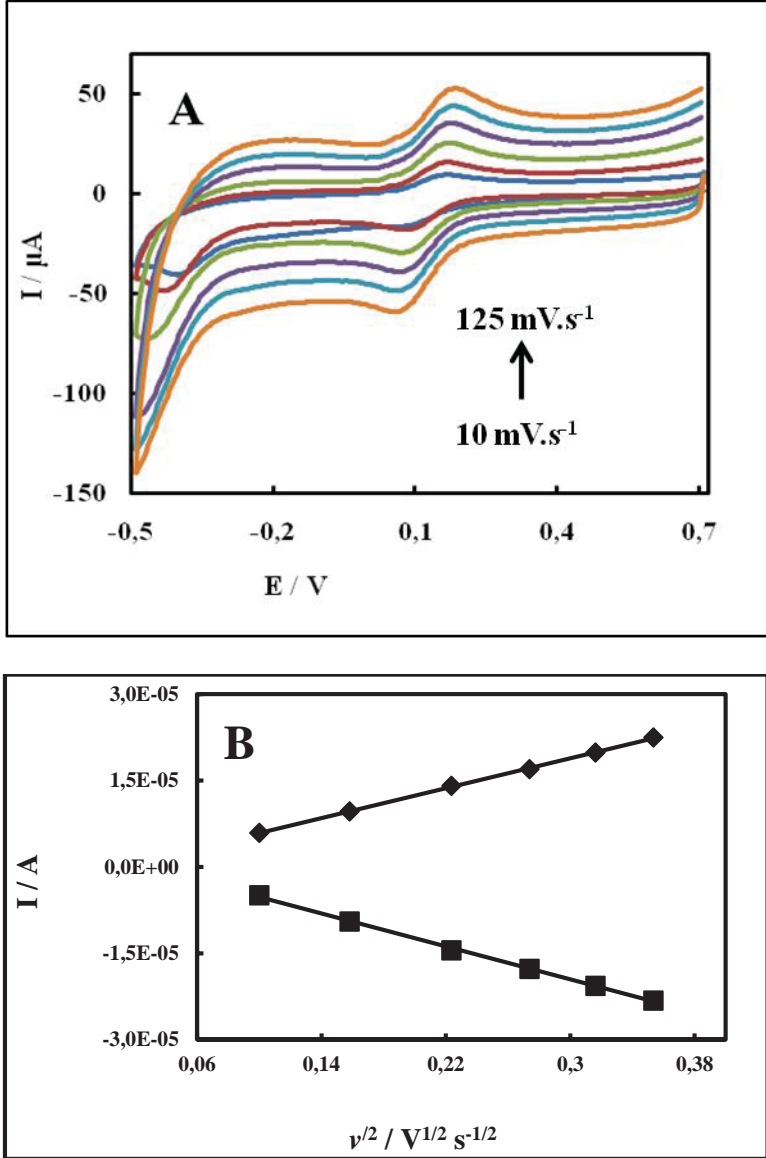 A
50
0
-50
-100
-150
I / µA
125 mV.s-1
10 mV.s-1
-0,5
-0,2
0,1
0,4
0,7
E / V
B
3,0E-05
1,5E-05
0,0E+00
-1,5E-05
-3,0E-05
I / A
0,06
0,14
0,22
0,3
0,38
v/2 / V1/2 s-1/2